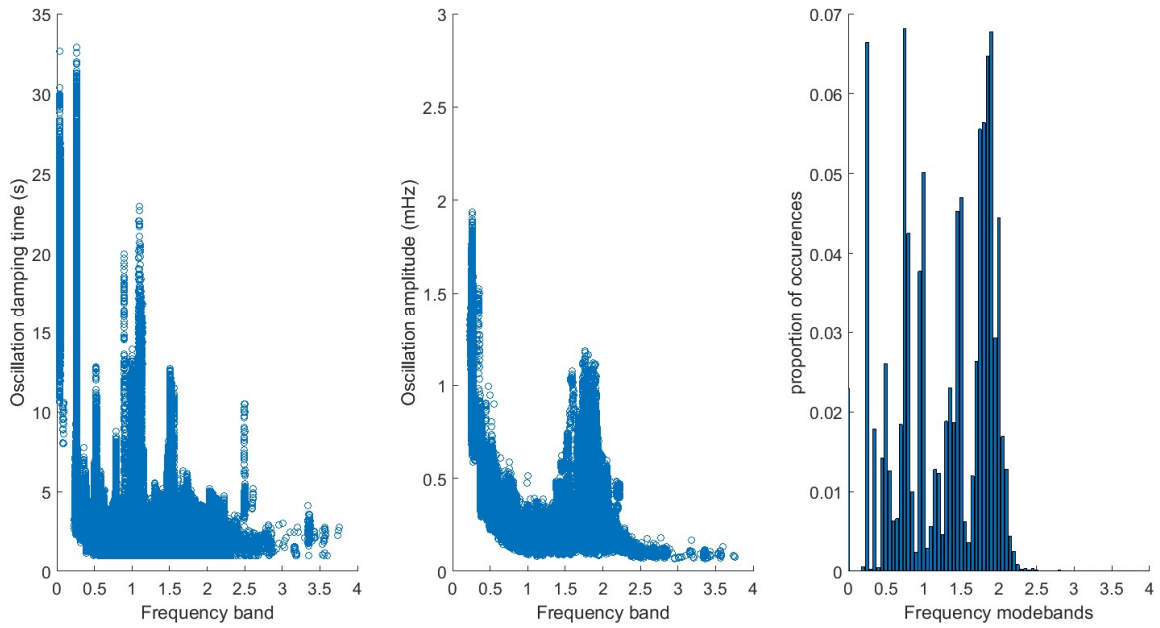 35
30
25
20
15
10
5
0
Oscillation damping time (s)
0 0.5 1 1.5 2 2.5 3 3.5 4
Frequency band
3
2.5
2
1.5
1
0.5
0
Oscillation amplitude (mHz)
0 0.5 1 1.5 2 2.5 3 3.5 4
Frequency band
0.07
0.06
0.05
0.04
0.03
0.02
0.01
0
proportion of occurences
0 0.5 1 1.5 2 2.5 3 3.5 4
Frequency modebands